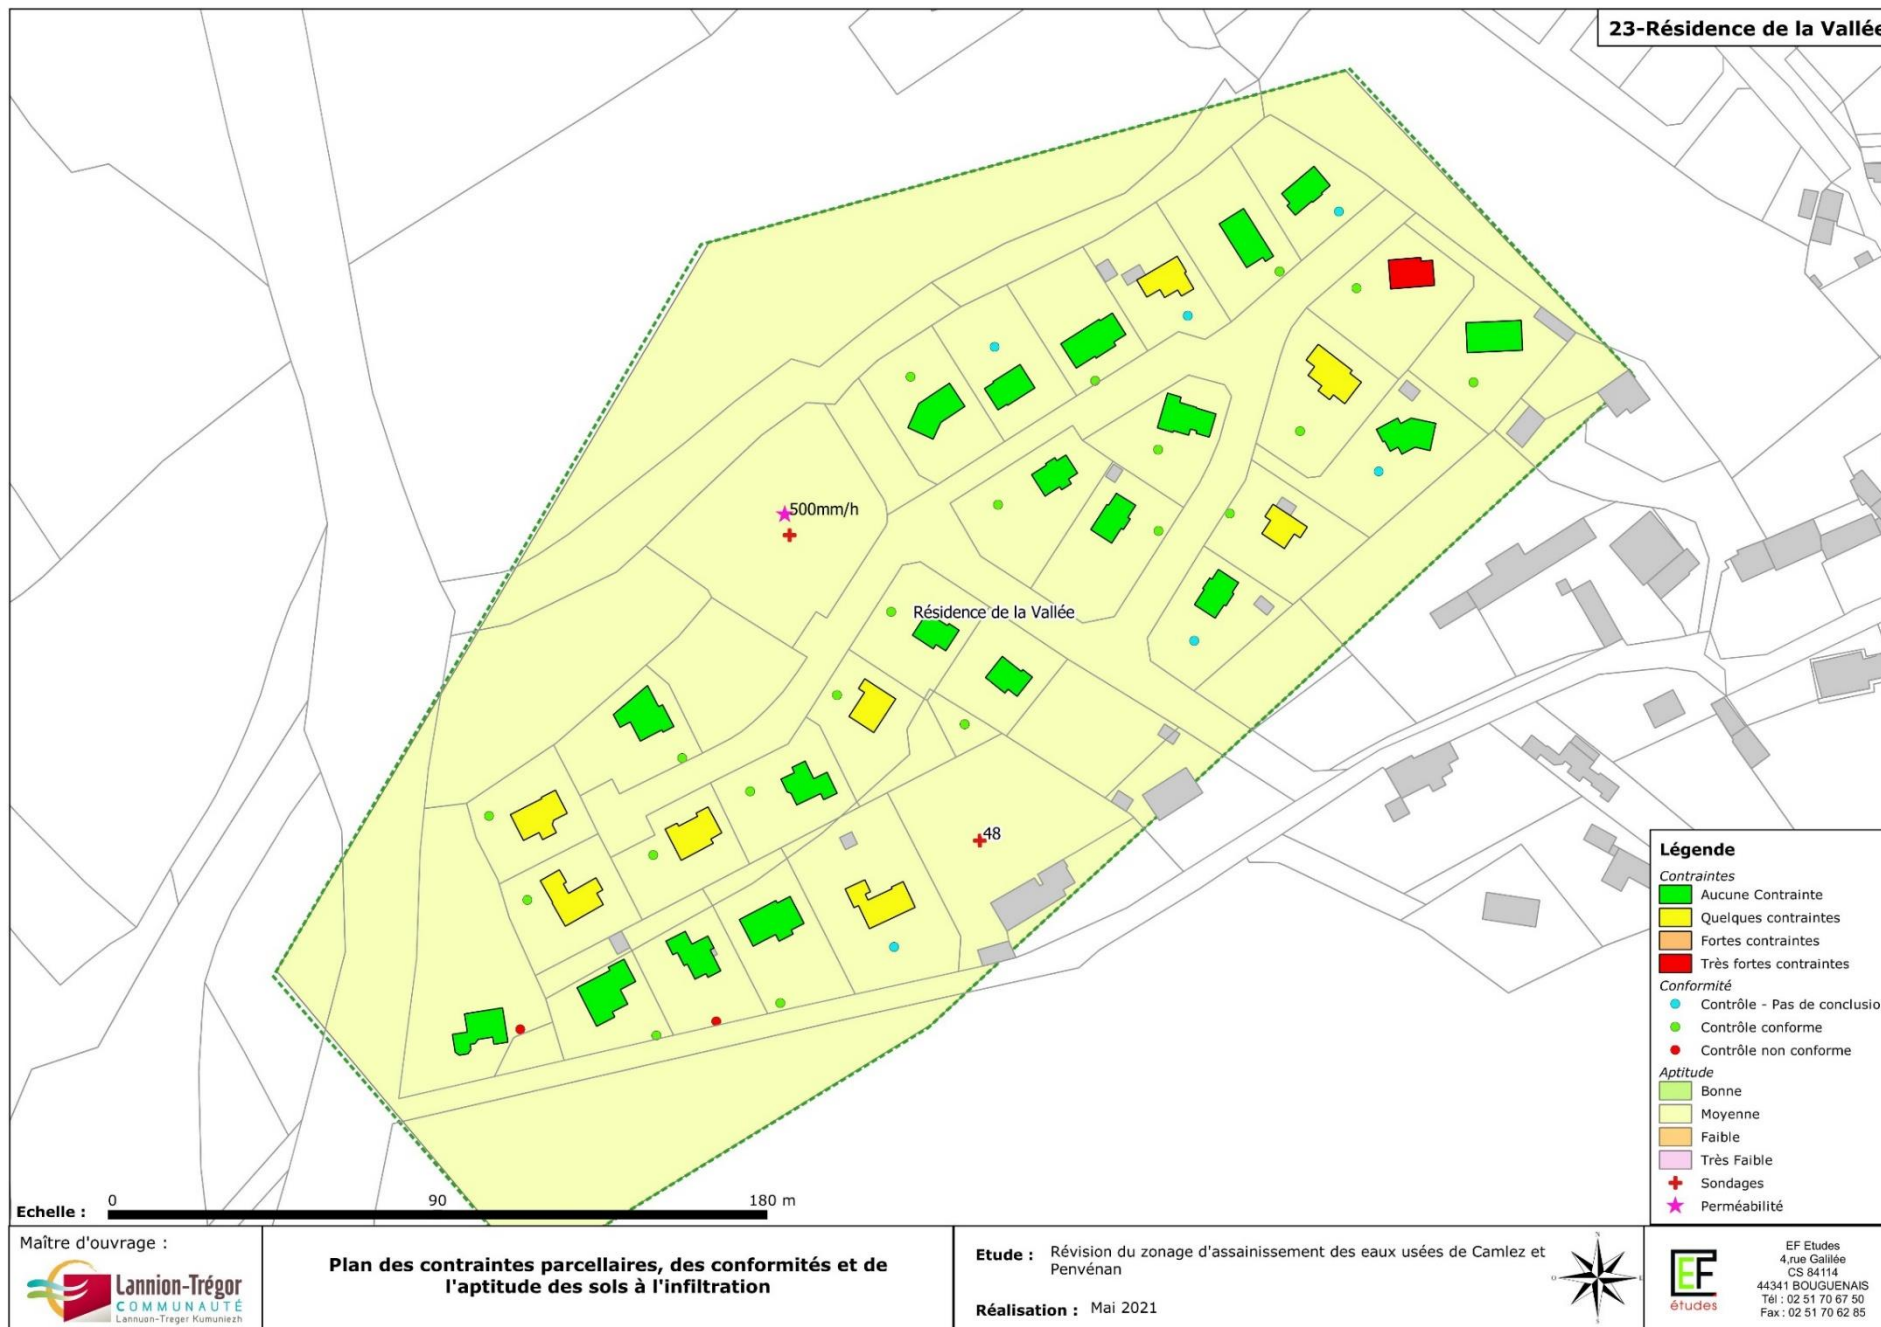 23-Résidence de la Vallée
500mm/h
Résidence de la Vallée
48
Légende
Contraintes
Aucune Contrainte
Quelques contraintes
Fortes contraintes
Très fortes contraintes
Conformité
Contrôle - Pas de conclusio
Contrôle conforme
Contrôle non conforme
Aptitude
Bonne
Moyenne
Faible
Très Faible
Sondages
Perméabilité
Echelle :
0 90 180 m
Maître d'ouvrage :
Lannion-Trégor
COMMUNAUTÉ
Lannuon-Treger Kumuniezh
Plan des contraintes parcellaires, des conformités et de
l'aptitude des sols à l'infiltration
Etude : Révision du zonage d'assainissement des eaux usées de Camlez et
Penvénan
Réalisation : Mai 2021
N
O E
S
EF
études
EF Etudes
4,rue Galilée
CS 84114
44341 BOUGUENAIS
Tél : 02 51 70 67 50
Fax : 02 51 70 62 85